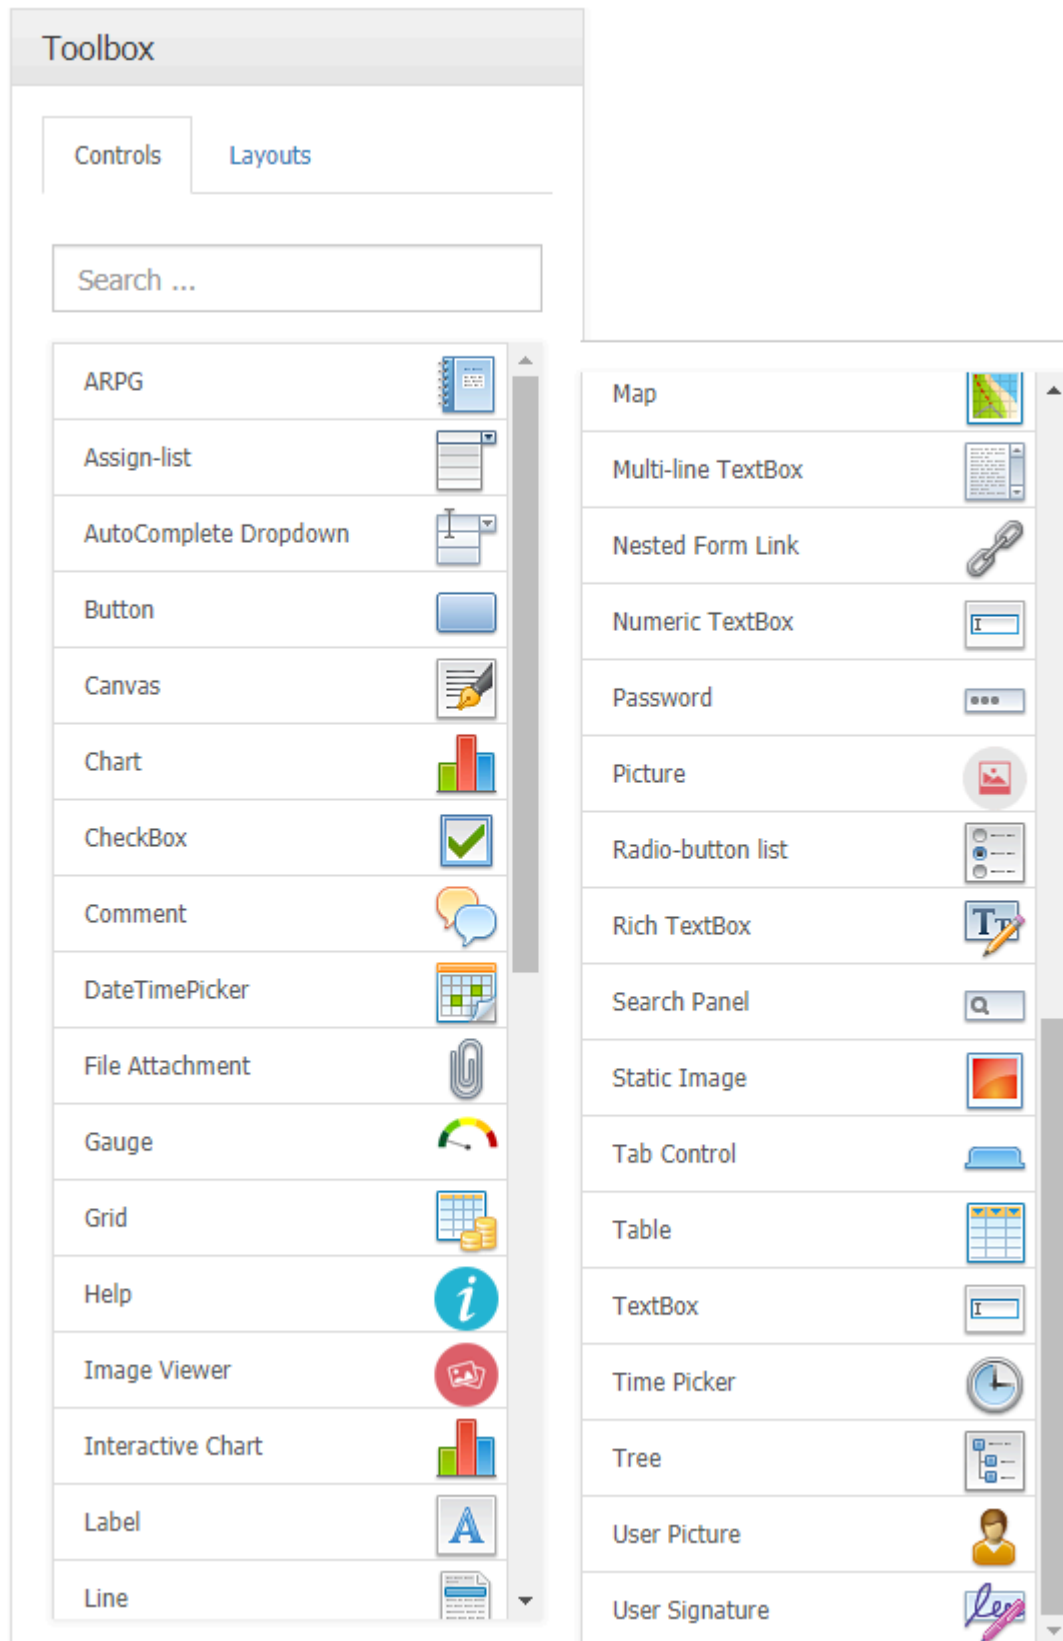 Toolbox
Controls
Layouts
Search ...
ARPG
Assign-list
AutoComplete Dropdown
Button
Canvas
Chart
CheckBox
Comment
DateTimePicker
File Attachment
Gauge
Grid
Help
Image Viewer
Interactive Chart
Label
Line
Map
Multi-line TextBox
Nested Form Link
Numeric TextBox
Password
Picture
Radio-button list
Rich TextBox
Search Panel
Static Image
Tab Control
Table
TextBox
Time Picker
Tree
User Picture
User Signature